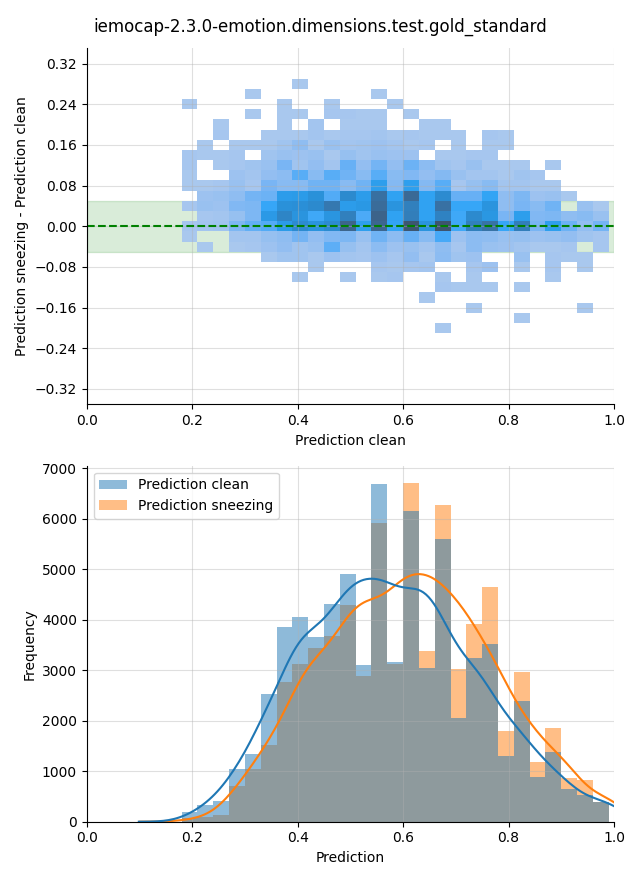 iemocap-2.3.0-emotion.dimensions.test.gold_standard
Prediction sneezing - Prediction clean
0.32
0.24
0.16
0.08
0.00
−0.08
−0.16
−0.24
−0.32
0.0 0.2 0.4 0.6 0.8 1.0
Prediction clean
Prediction clean
Prediction sneezing
Frequency
7000
6000
5000
4000
3000
2000
1000
0
0.0 0.2 0.4 0.6 0.8 1.0
Prediction